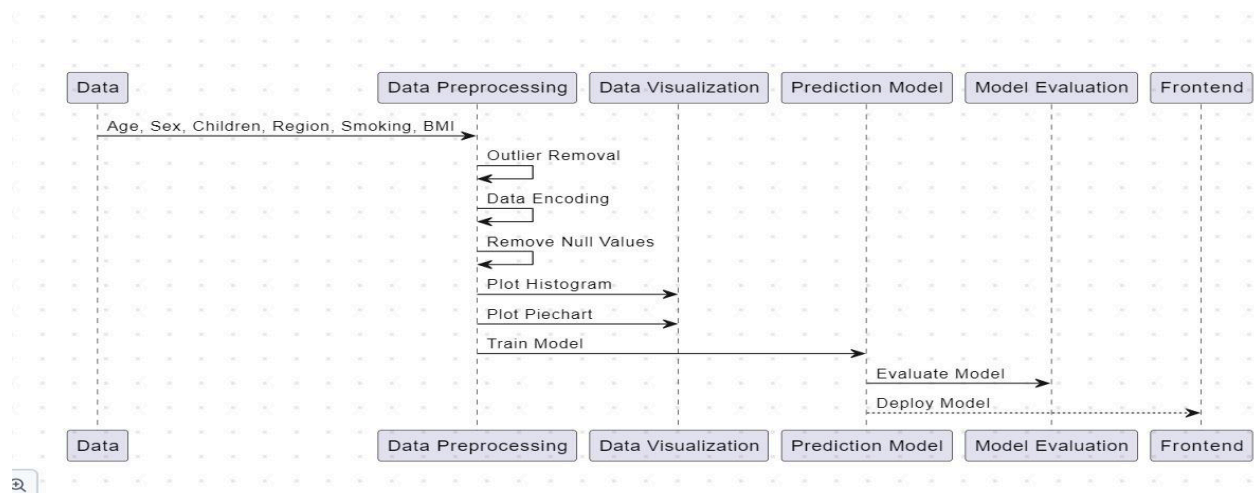 Data Data Preprocessing Data Visualization Prediction Model Model Evaluation Frontend
Age, Sex, Children, Region, Smoking, BMI
Outlier Removal
Data Encoding
Remove Null Values
Plot Histogram
Plot Piechart
Train Model
Evaluate Model
Deploy Model
Data Data Preprocessing Data Visualization Prediction Model Model Evaluation Frontend